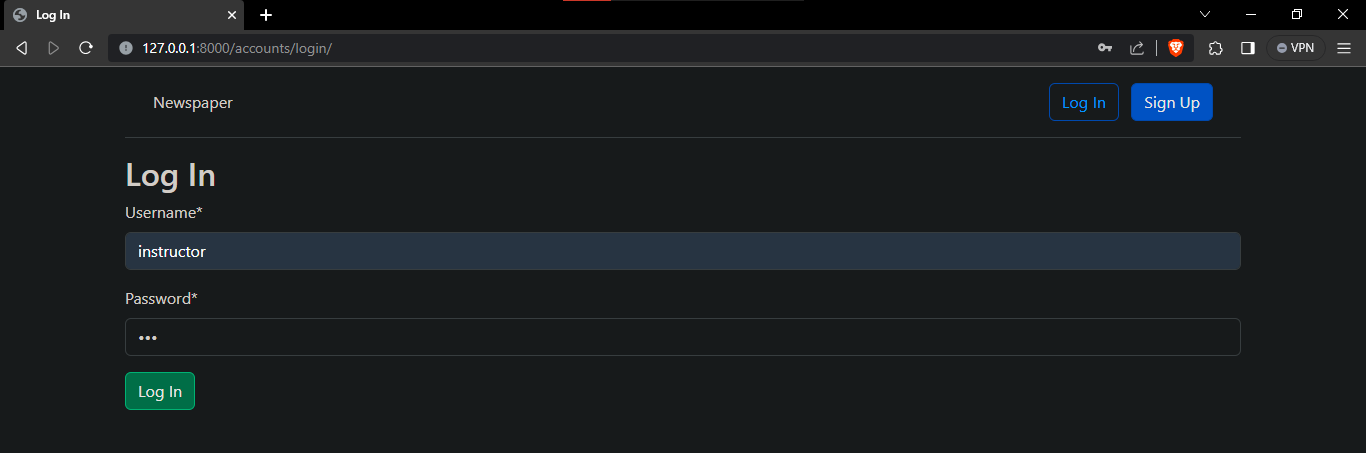 Log In
127.0.0.1:8000/accounts/login/
VPN
Newspaper
Log In
Sign Up
Log In
Username*
instructor
Password*
•••
Log In